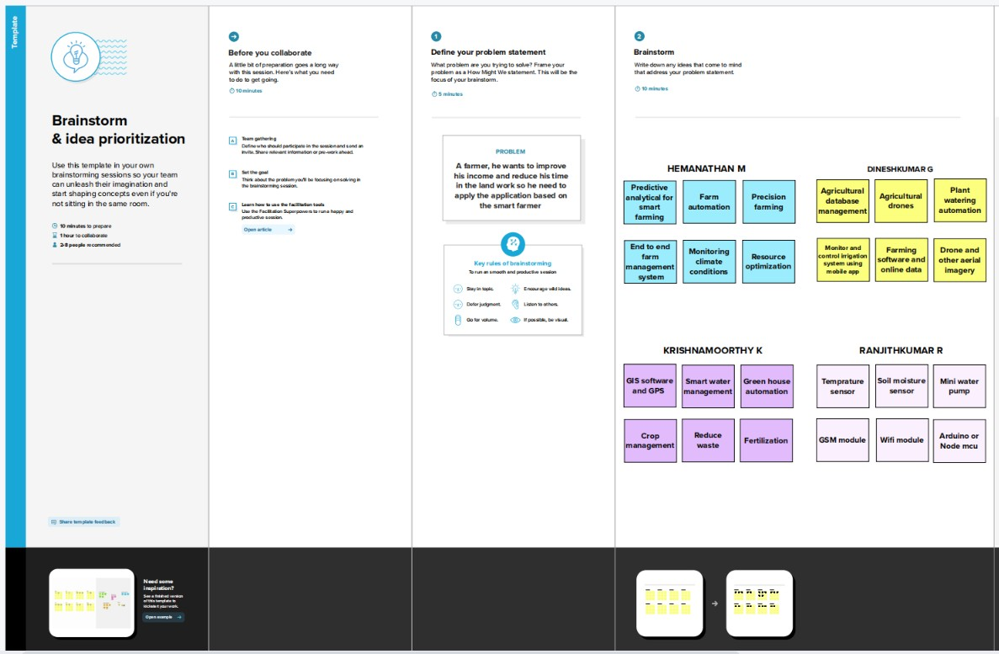 Template
Brainstorm
& idea prioritization
Use this template in your own
brainstorming sessions so your team
can unleash their imagination and
start shaping concepts even if you're
not sitting in the same room.
10 minutes to prepare
1 hour to collaborate
2-8 people recommended
Share template feedback
Need some
inspiration?
See a finished version
of this template to
kickstart your work.
Open example
Before you collaborate
A little bit of preparation goes a long way
with this session. Here's what you need
to do to get going.
10 minutes
A
Team gathering
Define who should participate in the session and send an
invite. Share relevant information or pre-work ahead.
B
Set the goal
Think about the problem you'll be focusing on solving in
the brainstorming session.
C
Learn how to use the facilitation tools
Use the Facilitation Superpowers to run a happy and
productive session.
Open article
1
Define your problem statement
What problem are you trying to solve? Frame your
problem as a How Might We statement. This will be the
focus of your brainstorm.
5 minutes
PROBLEM
A farmer, he wants to improve
his income and reduce his time
in the land work so he need to
apply the application based on
the smart farmer
Key rules of brainstorming
To run an smooth and productive session
Stay in topic.
Encourage wild ideas.
Defer judgment.
Listen to others.
Go for volume.
If possible, be visual.
2
Brainstorm
Write down any ideas that come to mind
that address your problem statement.
10 minutes
HEMANATHAN M
Predictive
analytical for
smart
farming
Farm
automation
Precision
farming
End to end
farm
management
system
Monitoring
climate
conditions
Resource
optimization
DINESHKUMAR G
Agricultural
database
management
Agricultural
drones
Plant
watering
automation
Monitor and
control irrigation
system using
mobile app
Farming
software and
online data
Drone and
other aerial
imagery
KRISHNAMOORTHY K
GIS software
and GPS
Smart water
management
Green house
automation
Crop
management
Reduce
waste
Fertilization
RANJITHKUMAR R
Temprature
sensor
Soil moisture
sensor
Mini water
pump
GSM module
Wifi module
Arduino or
Node mcu